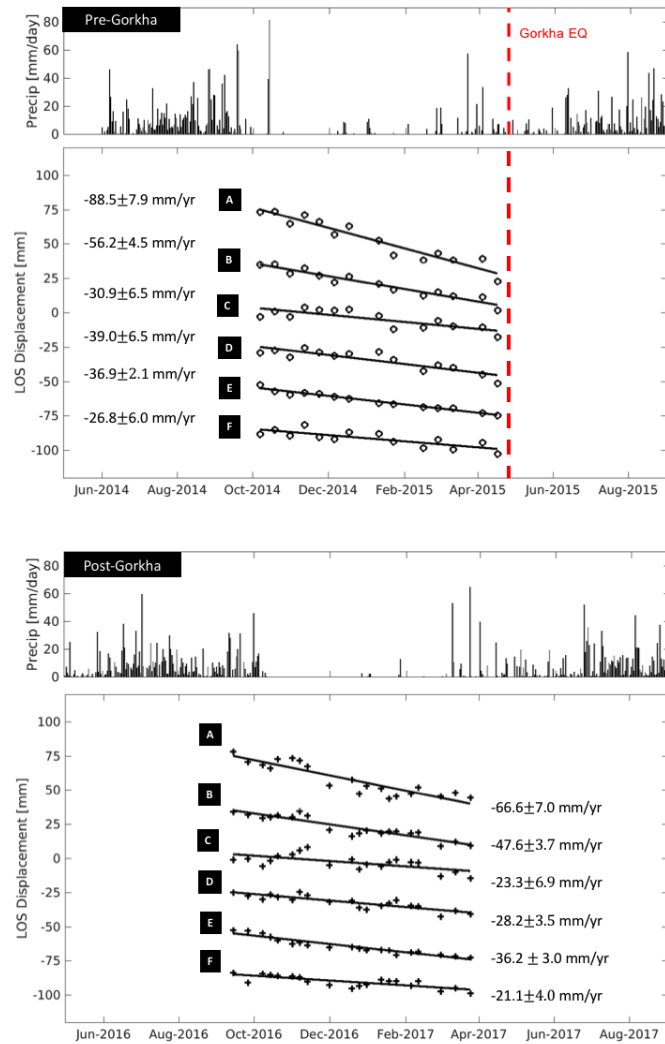 Pre-Gorkha
Gorkha EQ
Precip [mm/day]
80
60
40
20
0
LOS Displacement [mm]
100
75
50
25
0
-25
-50
-75
-100
-88.5±7.9 mm/yr
A
-56.2±4.5 mm/yr
B
-30.9±6.5 mm/yr
C
-39.0±6.5 mm/yr
D
-36.9±2.1 mm/yr
E
-26.8±6.0 mm/yr
F
Jun-2014 Aug-2014 Oct-2014 Dec-2014 Feb-2015 Apr-2015 Jun-2015 Aug-2015
Post-Gorkha
Precip [mm/day]
80
60
40
20
0
LOS Displacement [mm]
100
75
50
25
0
-25
-50
-75
-100
A
-66.6±7.0 mm/yr
B
-47.6±3.7 mm/yr
C
-23.3±6.9 mm/yr
D
-28.2±3.5 mm/yr
E
-36.2 ± 3.0 mm/yr
F
-21.1±4.0 mm/yr
Jun-2016 Aug-2016 Oct-2016 Dec-2016 Feb-2017 Apr-2017 Jun-2017 Aug-2017